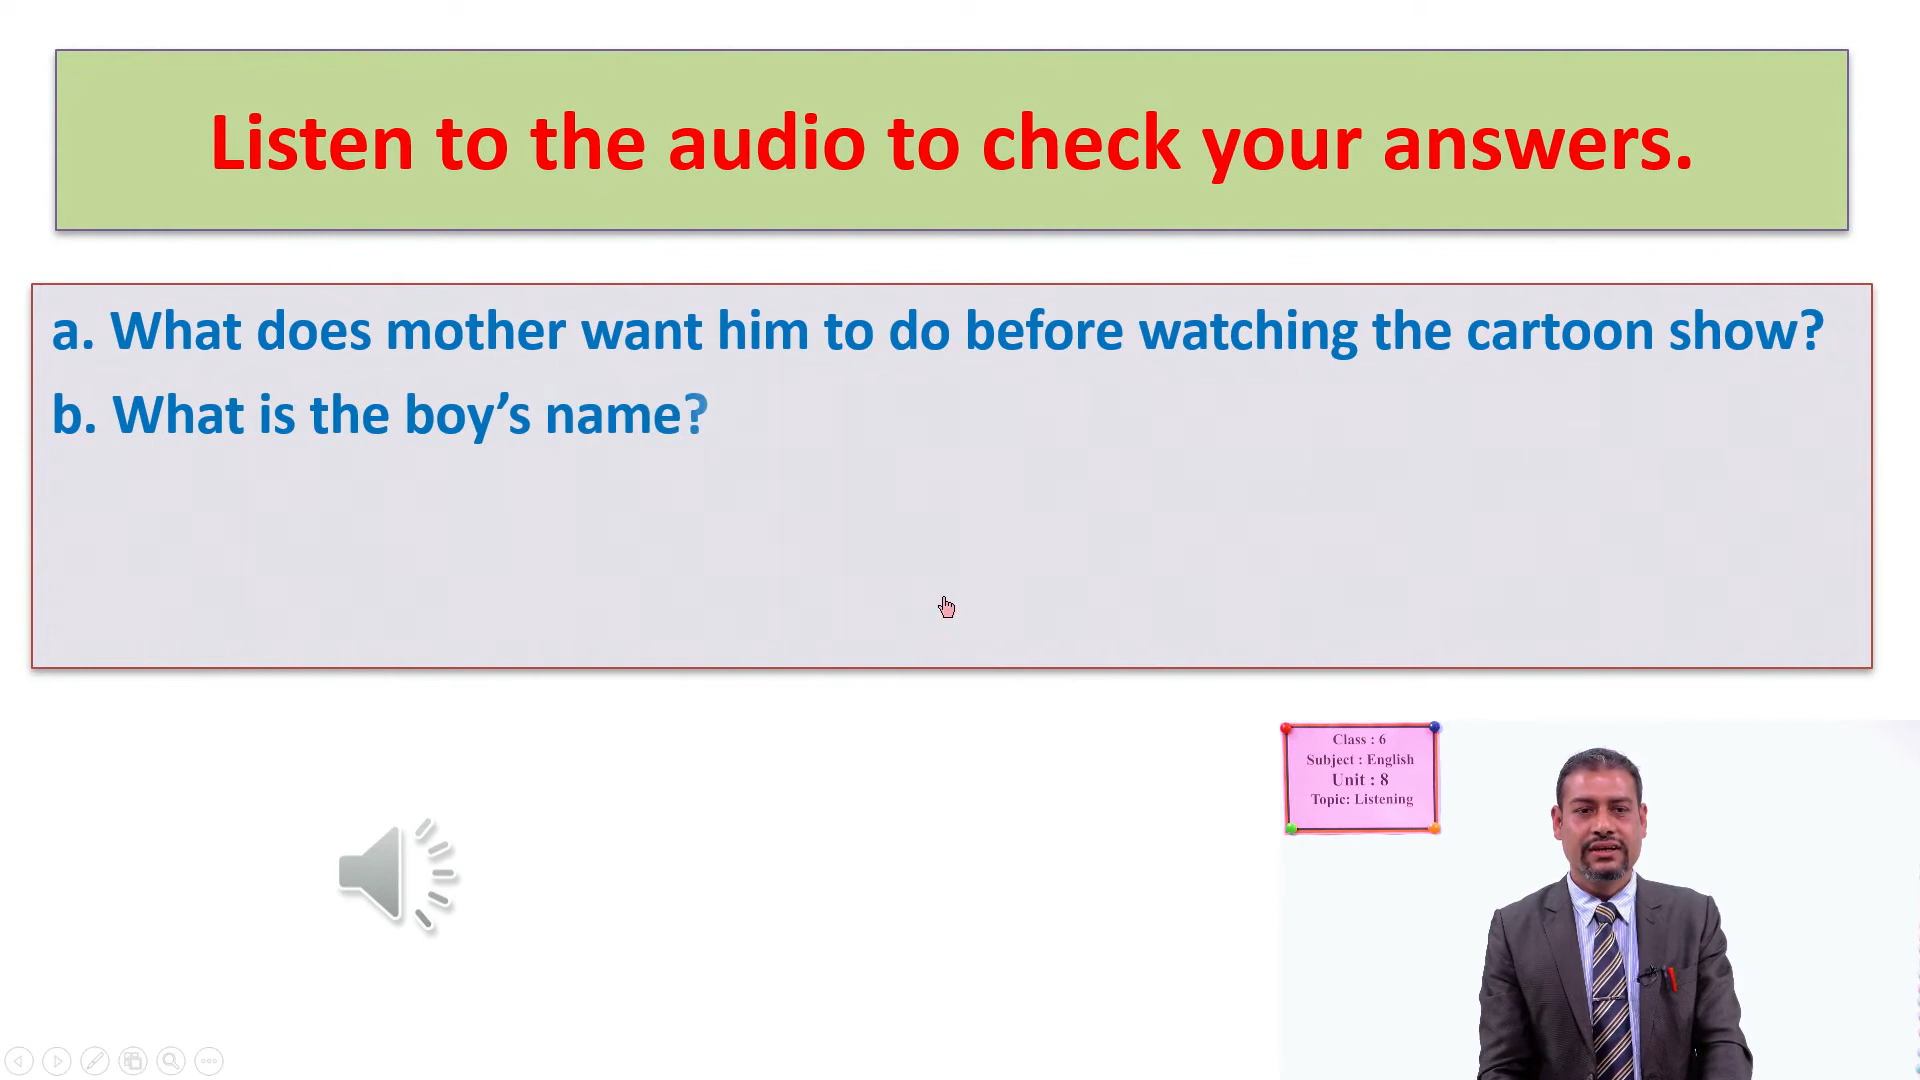 Listen to the audio to check your answers.
a. What does mother want him to do before watching the cartoon show?
b. What is the boy’s name?
Class : 6
Subject : English
Unit : 8
Topic: Listening